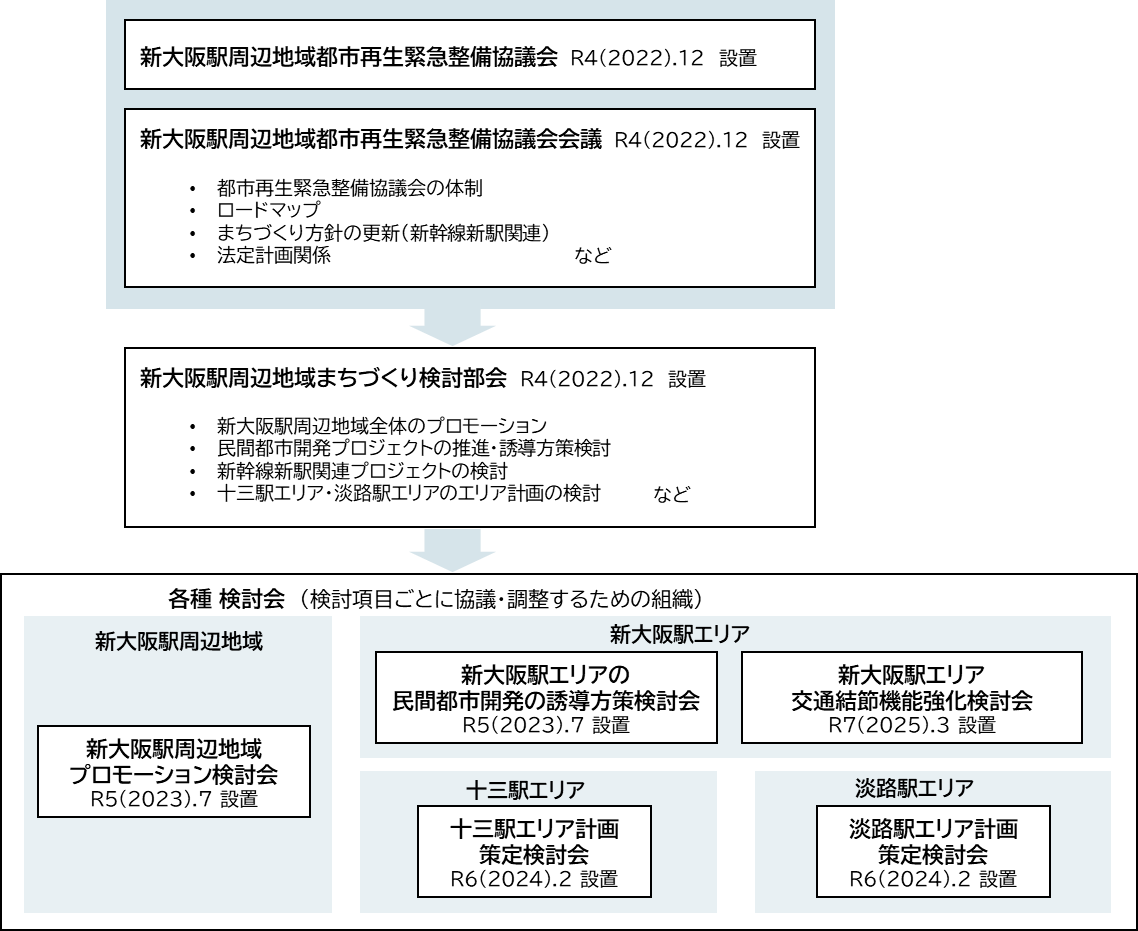 新大阪駅周辺地域都市再生緊急整備協議会 R4(2022).12 設置
新大阪駅周辺地域都市再生緊急整備協議会会議 R4(2022).12 設置
• 都市再生緊急整備協議会の体制
• ロードマップ
• まちづくり方針の更新(新幹線新駅関連)
• 法定計画関係 など
新大阪駅周辺地域まちづくり検討部会 R4(2022).12 設置
• 新大阪駅周辺地域全体のプロモーション
• 民間都市開発プロジェクトの推進・誘導方策検討
• 新幹線新駅関連プロジェクトの検討
• 十三駅エリア・淡路駅エリアのエリア計画の検討 など
各種 検討会 (検討項目ごとに協議・調整するための組織)
新大阪駅周辺地域
新大阪駅周辺地域
プロモーション検討会
R5(2023).7 設置
新大阪駅エリア
新大阪駅エリアの
民間都市開発の誘導方策検討会
R5(2023).7 設置
新大阪駅エリア
交通結節機能強化検討会
R7(2025).3 設置
十三駅エリア
十三駅エリア計画
策定検討会
R6(2024).2 設置
淡路駅エリア
淡路駅エリア計画
策定検討会
R6(2024).2 設置